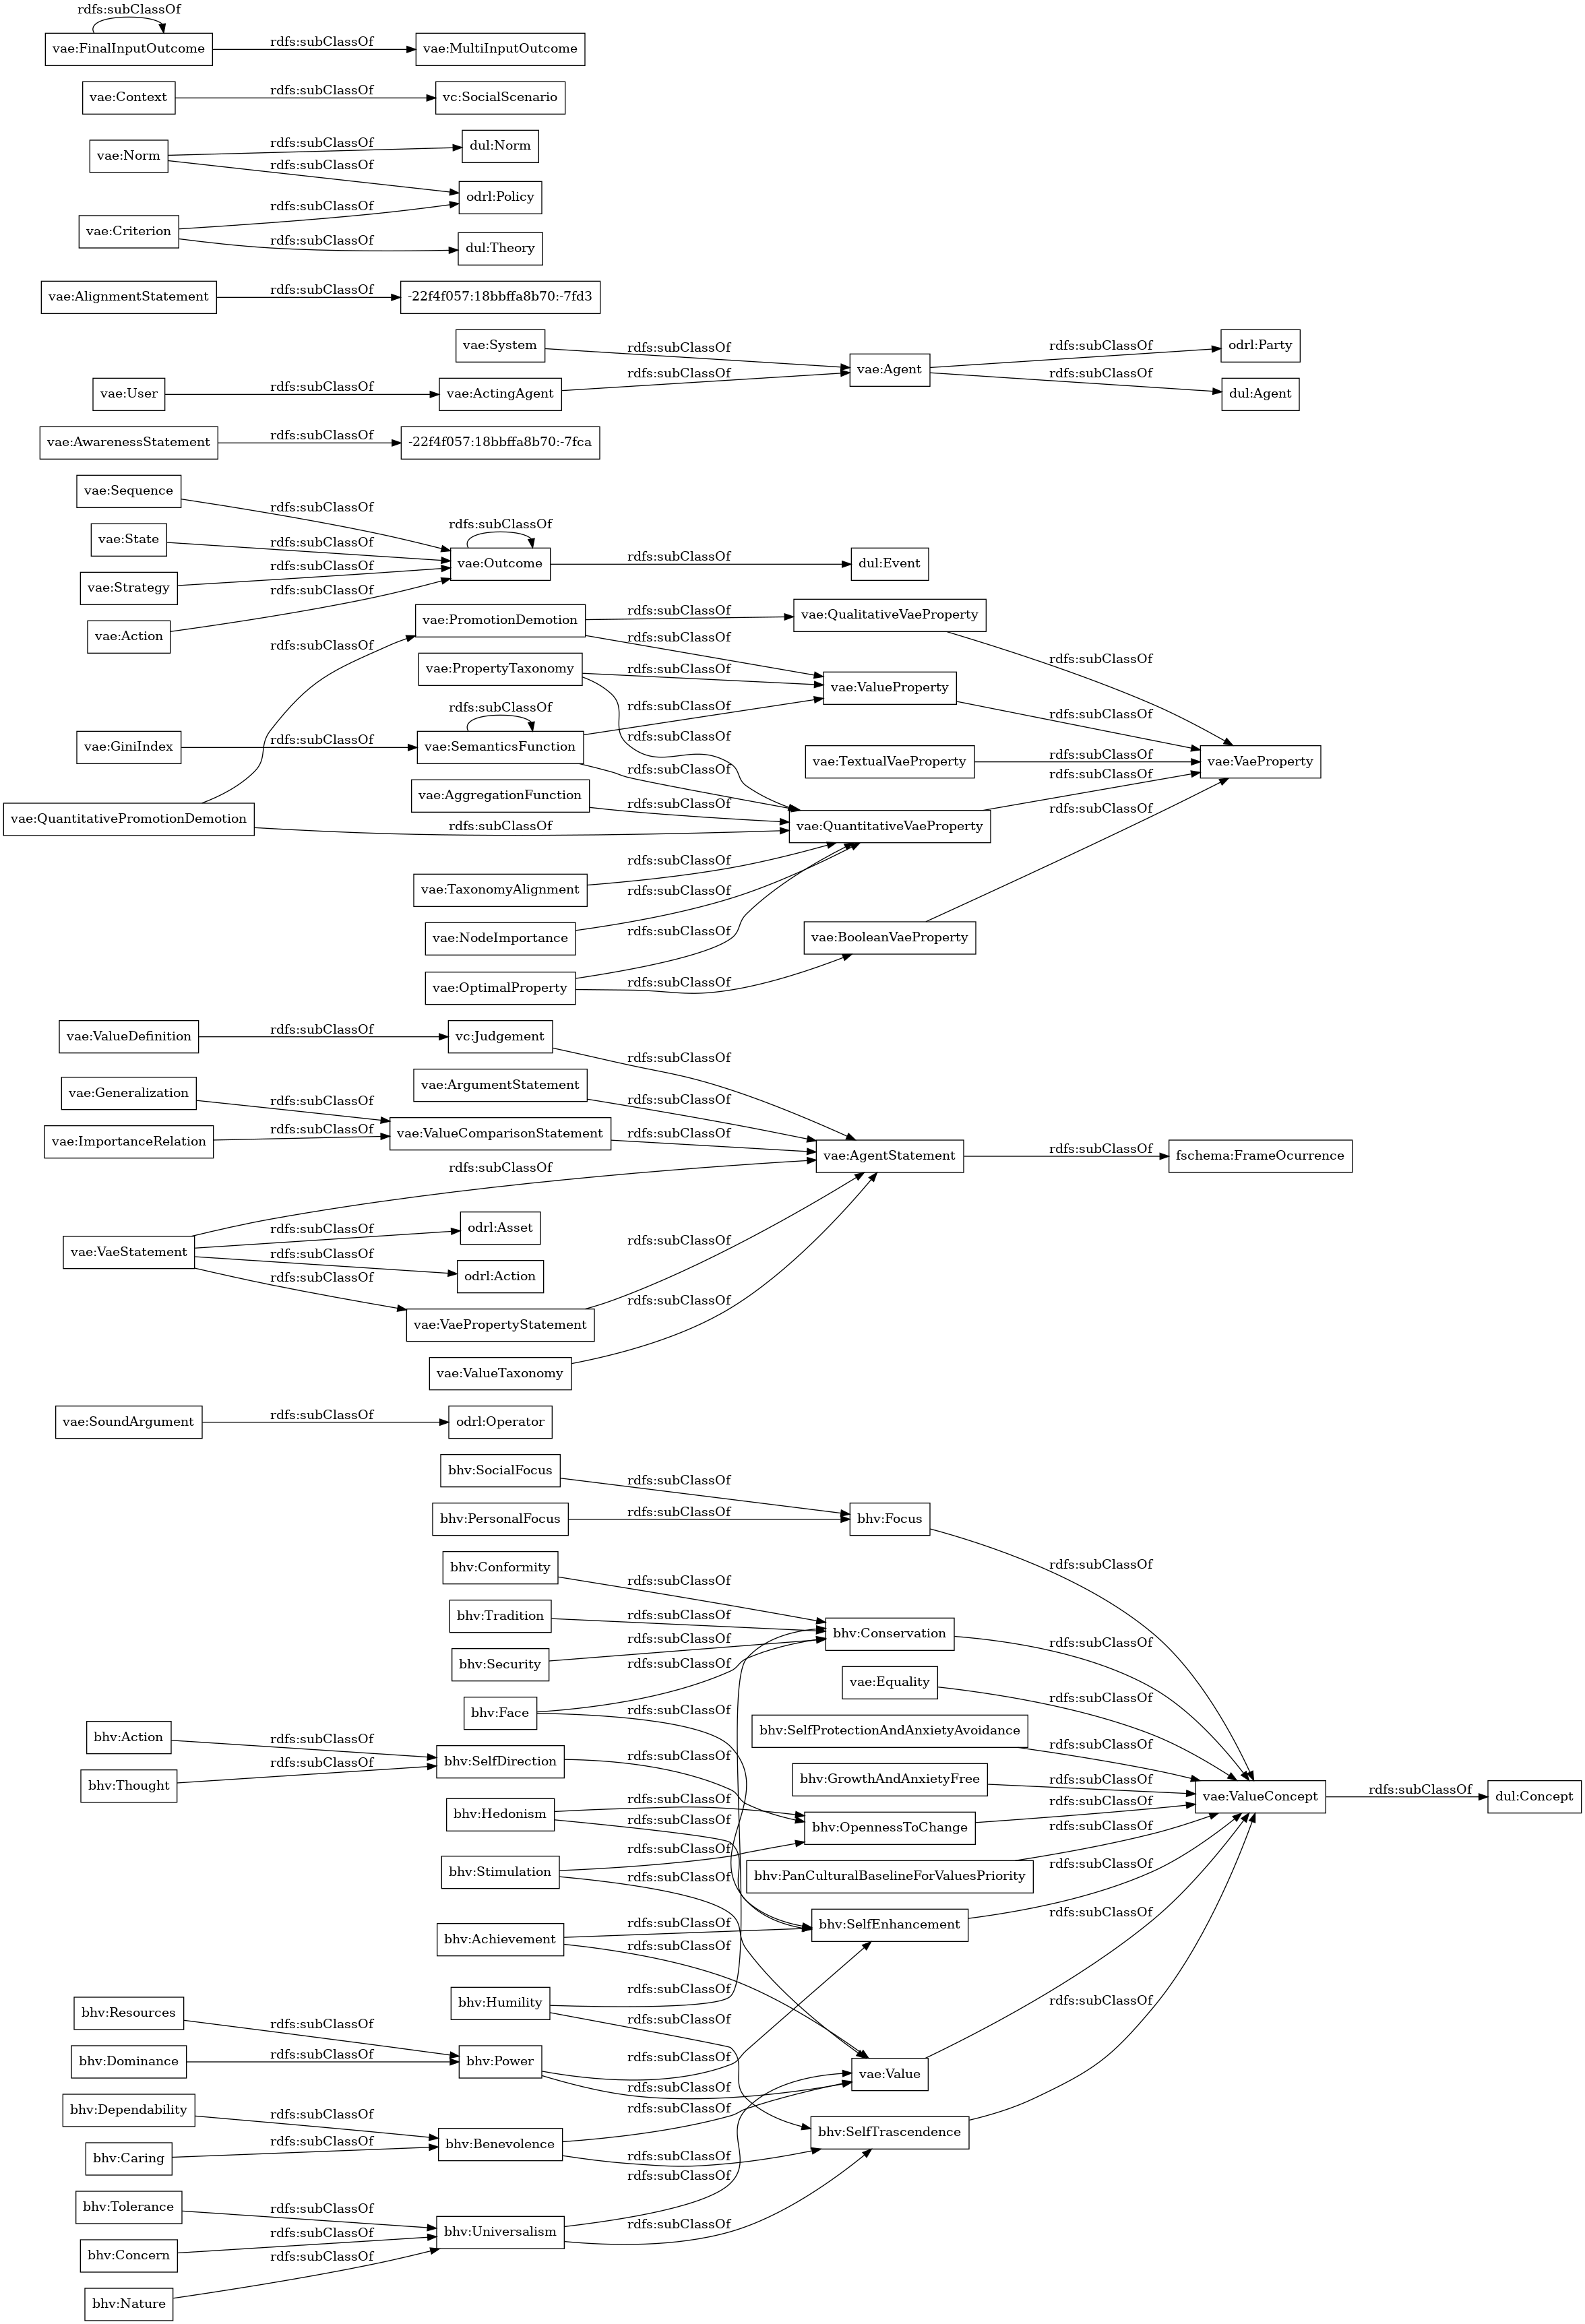 rdfs:subClassOf
vae:FinalInputOutcome
rdfs:subClassOf
vae:MultiInputOutcome
vae:Context
rdfs:subClassOf
vc:SocialScenario
vae:Norm
rdfs:subClassOf
dul:Norm
rdfs:subClassOf
odrl:Policy
vae:Criterion
rdfs:subClassOf
rdfs:subClassOf
dul:Theory
vae:AlignmentStatement
rdfs:subClassOf
-22f4f057:18bbffa8b70:-7fd3
vae:System
rdfs:subClassOf
vae:User
rdfs:subClassOf
vae:ActingAgent
rdfs:subClassOf
vae:Agent
rdfs:subClassOf
odrl:Party
rdfs:subClassOf
dul:Agent
vae:AwarenessStatement
rdfs:subClassOf
-22f4f057:18bbffa8b70:-7fca
vae:Sequence
rdfs:subClassOf
vae:State
rdfs:subClassOf
vae:Strategy
rdfs:subClassOf
vae:Action
rdfs:subClassOf
rdfs:subClassOf
vae:Outcome
rdfs:subClassOf
dul:Event
rdfs:subClassOf
vae:PromotionDemotion
rdfs:subClassOf
vae:QualitativeVaeProperty
rdfs:subClassOf
rdfs:subClassOf
vae:PropertyTaxonomy
rdfs:subClassOf
vae:ValueProperty
rdfs:subClassOf
rdfs:subClassOf
rdfs:subClassOf
rdfs:subClassOf
vae:GiniIndex
rdfs:subClassOf
vae:SemanticsFunction
vae:TextualVaeProperty
rdfs:subClassOf
vae:VaeProperty
rdfs:subClassOf
vae:AggregationFunction
rdfs:subClassOf
rdfs:subClassOf
vae:QuantitativePromotionDemotion
rdfs:subClassOf
vae:QuantitativeVaeProperty
rdfs:subClassOf
vae:TaxonomyAlignment
rdfs:subClassOf
vae:NodeImportance
rdfs:subClassOf
vae:BooleanVaeProperty
rdfs:subClassOf
vae:OptimalProperty
rdfs:subClassOf
vae:ValueDefinition
rdfs:subClassOf
vc:Judgement
rdfs:subClassOf
vae:ArgumentStatement
rdfs:subClassOf
vae:Generalization
rdfs:subClassOf
vae:ImportanceRelation
rdfs:subClassOf
vae:ValueComparisonStatement
rdfs:subClassOf
vae:AgentStatement
rdfs:subClassOf
fschema:FrameOcurrence
rdfs:subClassOf
vae:VaeStatement
rdfs:subClassOf
odrl:Asset
rdfs:subClassOf
odrl:Action
rdfs:subClassOf
vae:VaePropertyStatement
rdfs:subClassOf
vae:ValueTaxonomy
rdfs:subClassOf
vae:SoundArgument
rdfs:subClassOf
odrl:Operator
bhv:SocialFocus
rdfs:subClassOf
bhv:PersonalFocus
rdfs:subClassOf
bhv:Focus
rdfs:subClassOf
bhv:Conformity
rdfs:subClassOf
bhv:Tradition
rdfs:subClassOf
bhv:Conservation
rdfs:subClassOf
bhv:Security
rdfs:subClassOf
rdfs:subClassOf
bhv:Face
rdfs:subClassOf
vae:Equality
rdfs:subClassOf
bhv:SelfProtectionAndAnxietyAvoidance
rdfs:subClassOf
bhv:Action
rdfs:subClassOf
bhv:Thought
rdfs:subClassOf
bhv:SelfDirection
rdfs:subClassOf
bhv:GrowthAndAnxietyFree
rdfs:subClassOf
vae:ValueConcept
rdfs:subClassOf
dul:Concept
bhv:Hedonism
rdfs:subClassOf
rdfs:subClassOf
bhv:OpennessToChange
rdfs:subClassOf
rdfs:subClassOf
bhv:Stimulation
rdfs:subClassOf
rdfs:subClassOf
bhv:PanCulturalBaselineForValuesPriority
rdfs:subClassOf
bhv:Achievement
rdfs:subClassOf
rdfs:subClassOf
bhv:SelfEnhancement
rdfs:subClassOf
bhv:Humility
rdfs:subClassOf
rdfs:subClassOf
rdfs:subClassOf
bhv:Resources
rdfs:subClassOf
bhv:Dominance
rdfs:subClassOf
bhv:Power
rdfs:subClassOf
rdfs:subClassOf
vae:Value
bhv:Dependability
rdfs:subClassOf
bhv:Caring
rdfs:subClassOf
bhv:Benevolence
rdfs:subClassOf
rdfs:subClassOf
bhv:SelfTrascendence
bhv:Tolerance
rdfs:subClassOf
bhv:Concern
rdfs:subClassOf
bhv:Nature
rdfs:subClassOf
bhv:Universalism
rdfs:subClassOf
rdfs:subClassOf